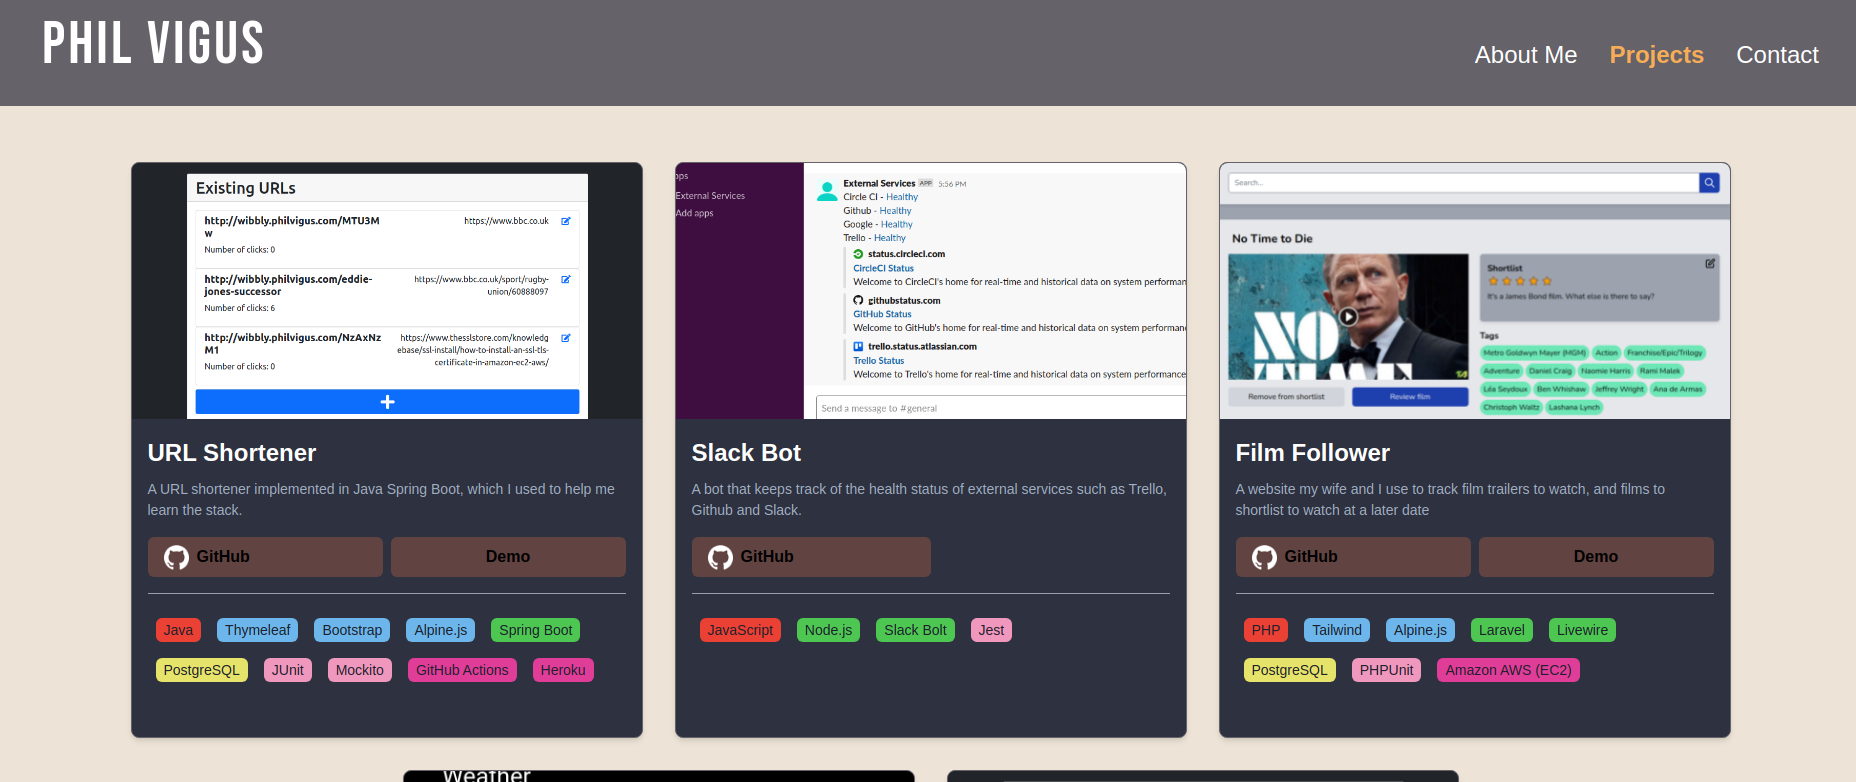 PHIL VIGUS
About Me
Projects
Contact
Existing URLs
http://wibbly.philvigus.com/MTU3M
w
https://www.bbc.co.uk
Number of clicks: 0
http://wibbly.philvigus.com/eddie-
jones-successor
https://www.bbc.co.uk/sport/rugby-
union/60888097
Number of clicks: 6
http://wibbly.philvigus.com/NzAxNz
M1
https://www.thesslstore.com/knowledg
ebase/ssl-install/how-to-install-an-ssl-tls-
certificate-in-amazon-ec2-aws/
Number of clicks: 0
+
URL Shortener
A URL shortener implemented in Java Spring Boot, which I used to help me
learn the stack.
GitHub
Demo
Java
Thymeleaf
Bootstrap
Alpine.js
Spring Boot
PostgreSQL
JUnit
Mockito
GitHub Actions
Heroku
pps
External Services
Add apps
External Services APP 5:56 PM
Circle CI - Healthy
Github - Healthy
Google - Healthy
Trello - Healthy
status.circleci.com
CircleCI Status
Welcome to CircleCI's home for real-time and historical data on system performan
githubstatus.com
GitHub Status
Welcome to GitHub's home for real-time and historical data on system performan
trello.status.atlassian.com
Trello Status
Welcome to Trello's home for real-time and historical data on system performance
Send a message to #general
Slack Bot
A bot that keeps track of the health status of external services such as Trello,
Github and Slack.
GitHub
JavaScript
Node.js
Slack Bolt
Jest
Search...
No Time to Die
NO
TIME
Remove from shortlist
Review film
Shortlist
It's a James Bond film. What else is there to say?
Tags
Metro Goldwyn Mayer (MGM)
Action
Franchise/Epic/Trilogy
Adventure
Daniel Craig
Naomie Harris
Rami Malek
Léa Seydoux
Ben Whishaw
Jeffrey Wright
Ana de Armas
Christoph Waltz
Lashana Lynch
Film Follower
A website my wife and I use to track film trailers to watch, and films to
shortlist to watch at a later date
GitHub
Demo
PHP
Tailwind
Alpine.js
Laravel
Livewire
PostgreSQL
PHPUnit
Amazon AWS (EC2)
Weather